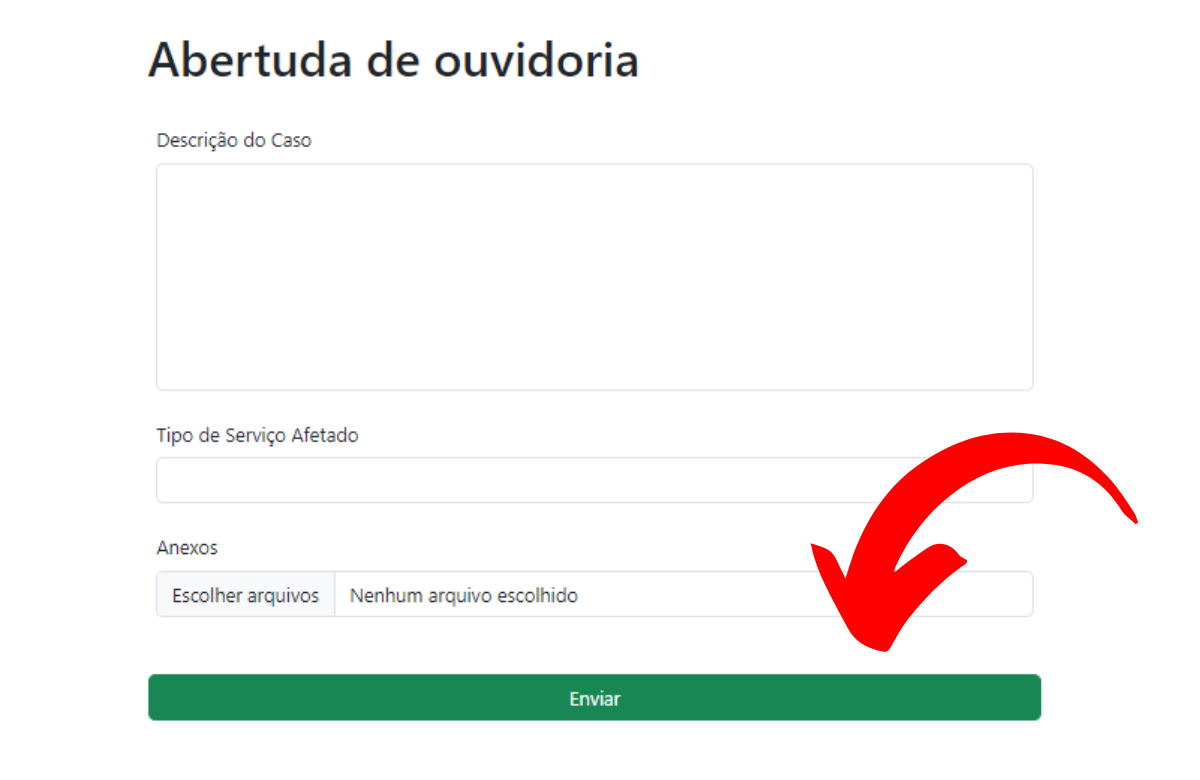 Abertuda de ouvidoria
Descrição do Caso
Tipo de Serviço Afetado
Anexos
Escolher arquivos Nenhum arquivo escolhido
Enviar